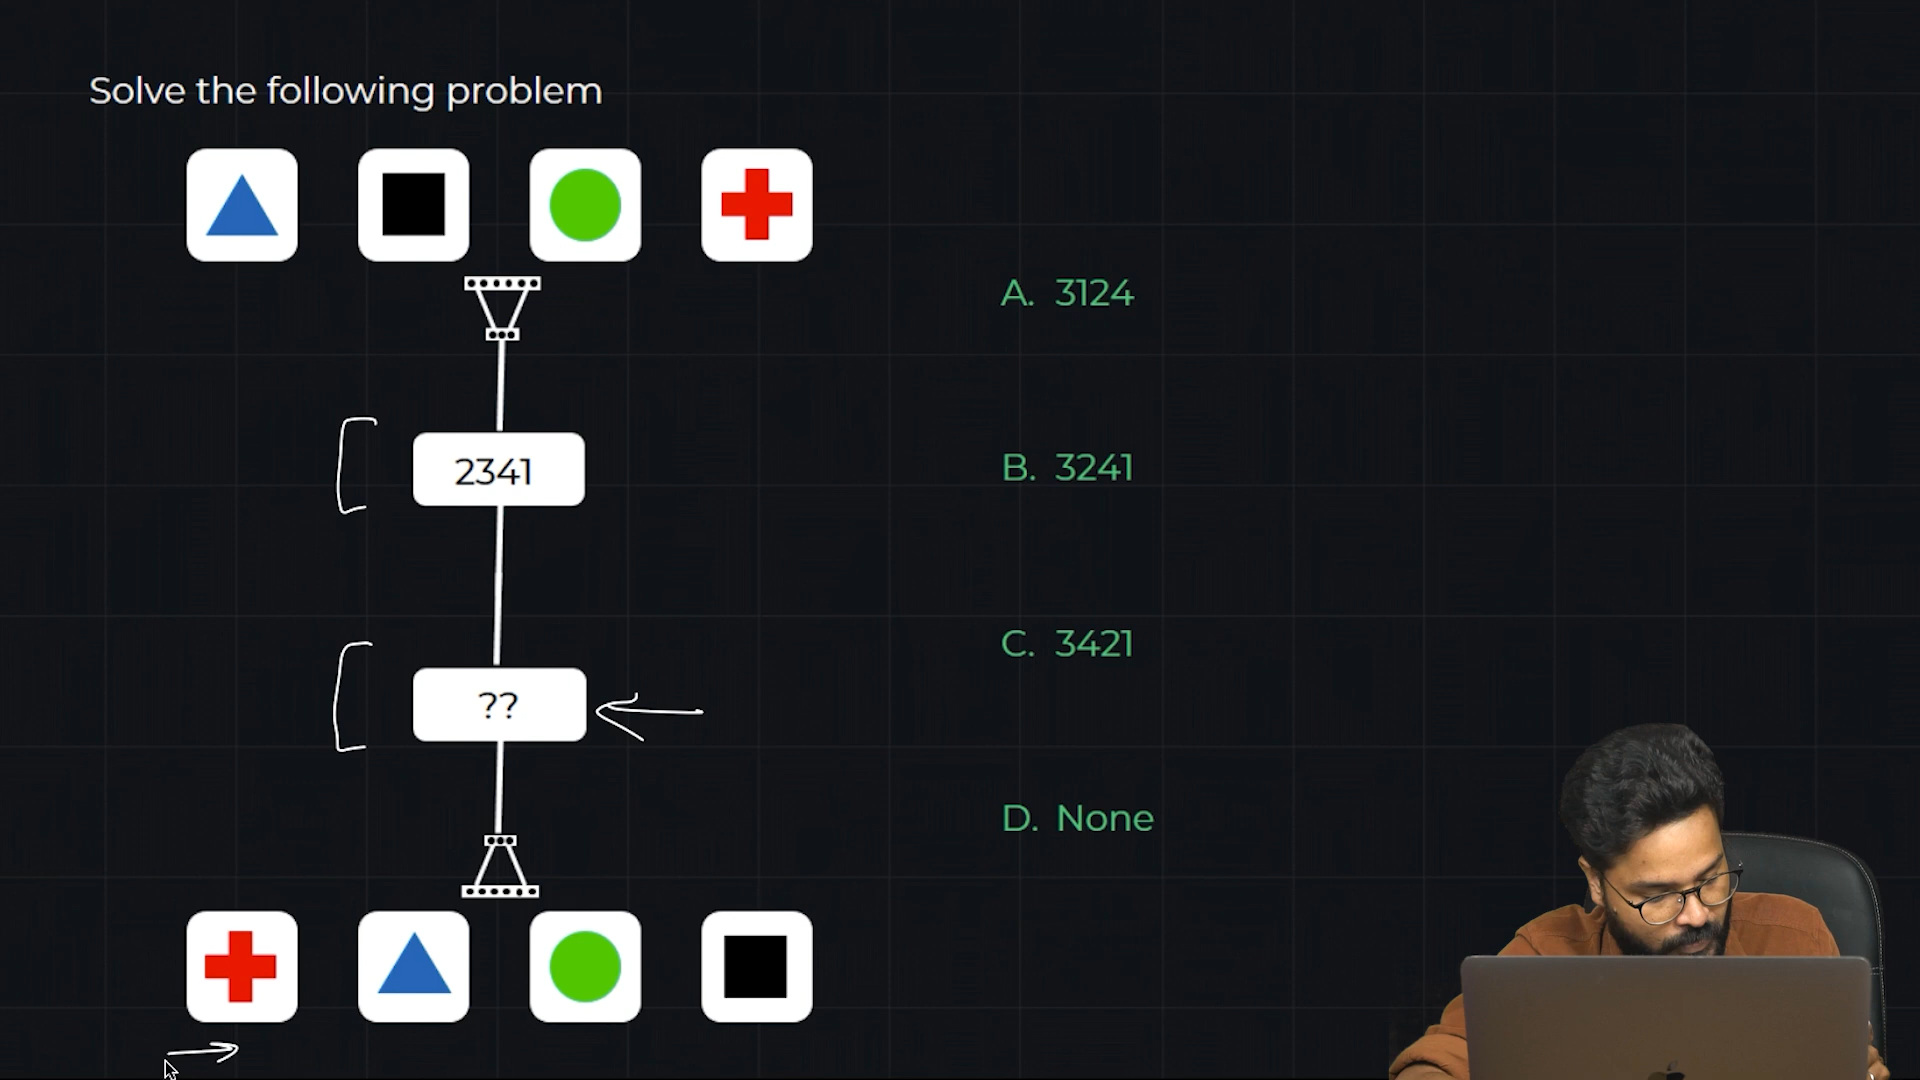 Solve the following problem
2341
??
A. 3124
B. 3241
C. 3421
D. None